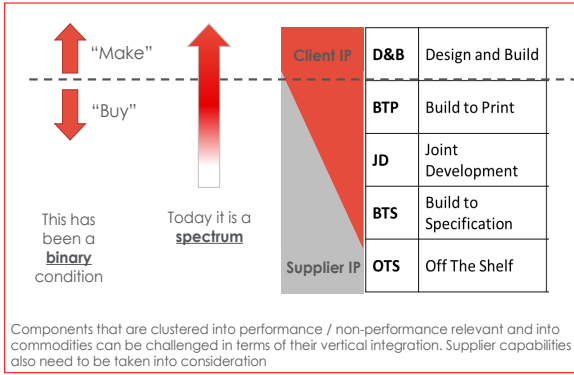 “Make”
“Buy”
This has
been a
binary
condition
Today it is a
spectrum
Client IP
Supplier IP
D&B Design and Build
BTP Build to Print
JD Joint
Development
BTS Build to
Specification
OTS Off The Shelf
Components that are clustered into performance / non-performance relevant and into
commodities can be challenged in terms of their vertical integration. Supplier capabilities
also need to be taken into consideration